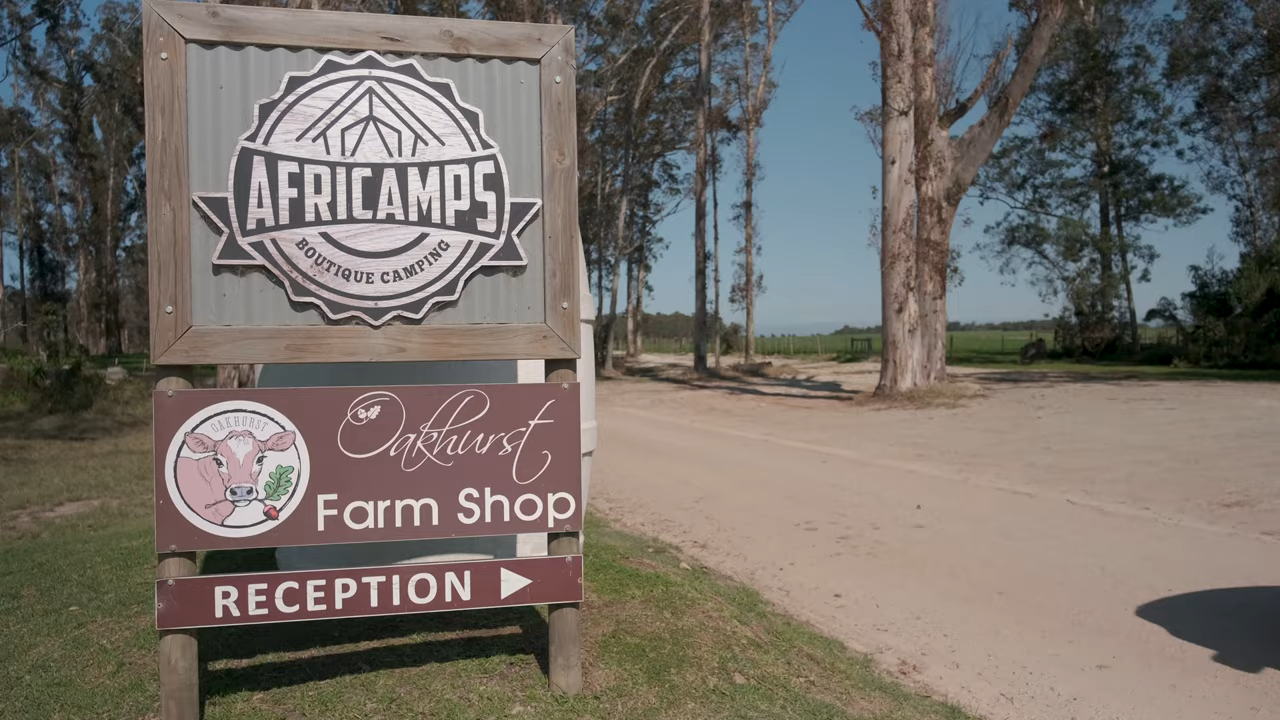 AFRICAMPS
BOUTIQUE CAMPING
OAKHURST
Oakhurst
Farm Shop
RECEPTION